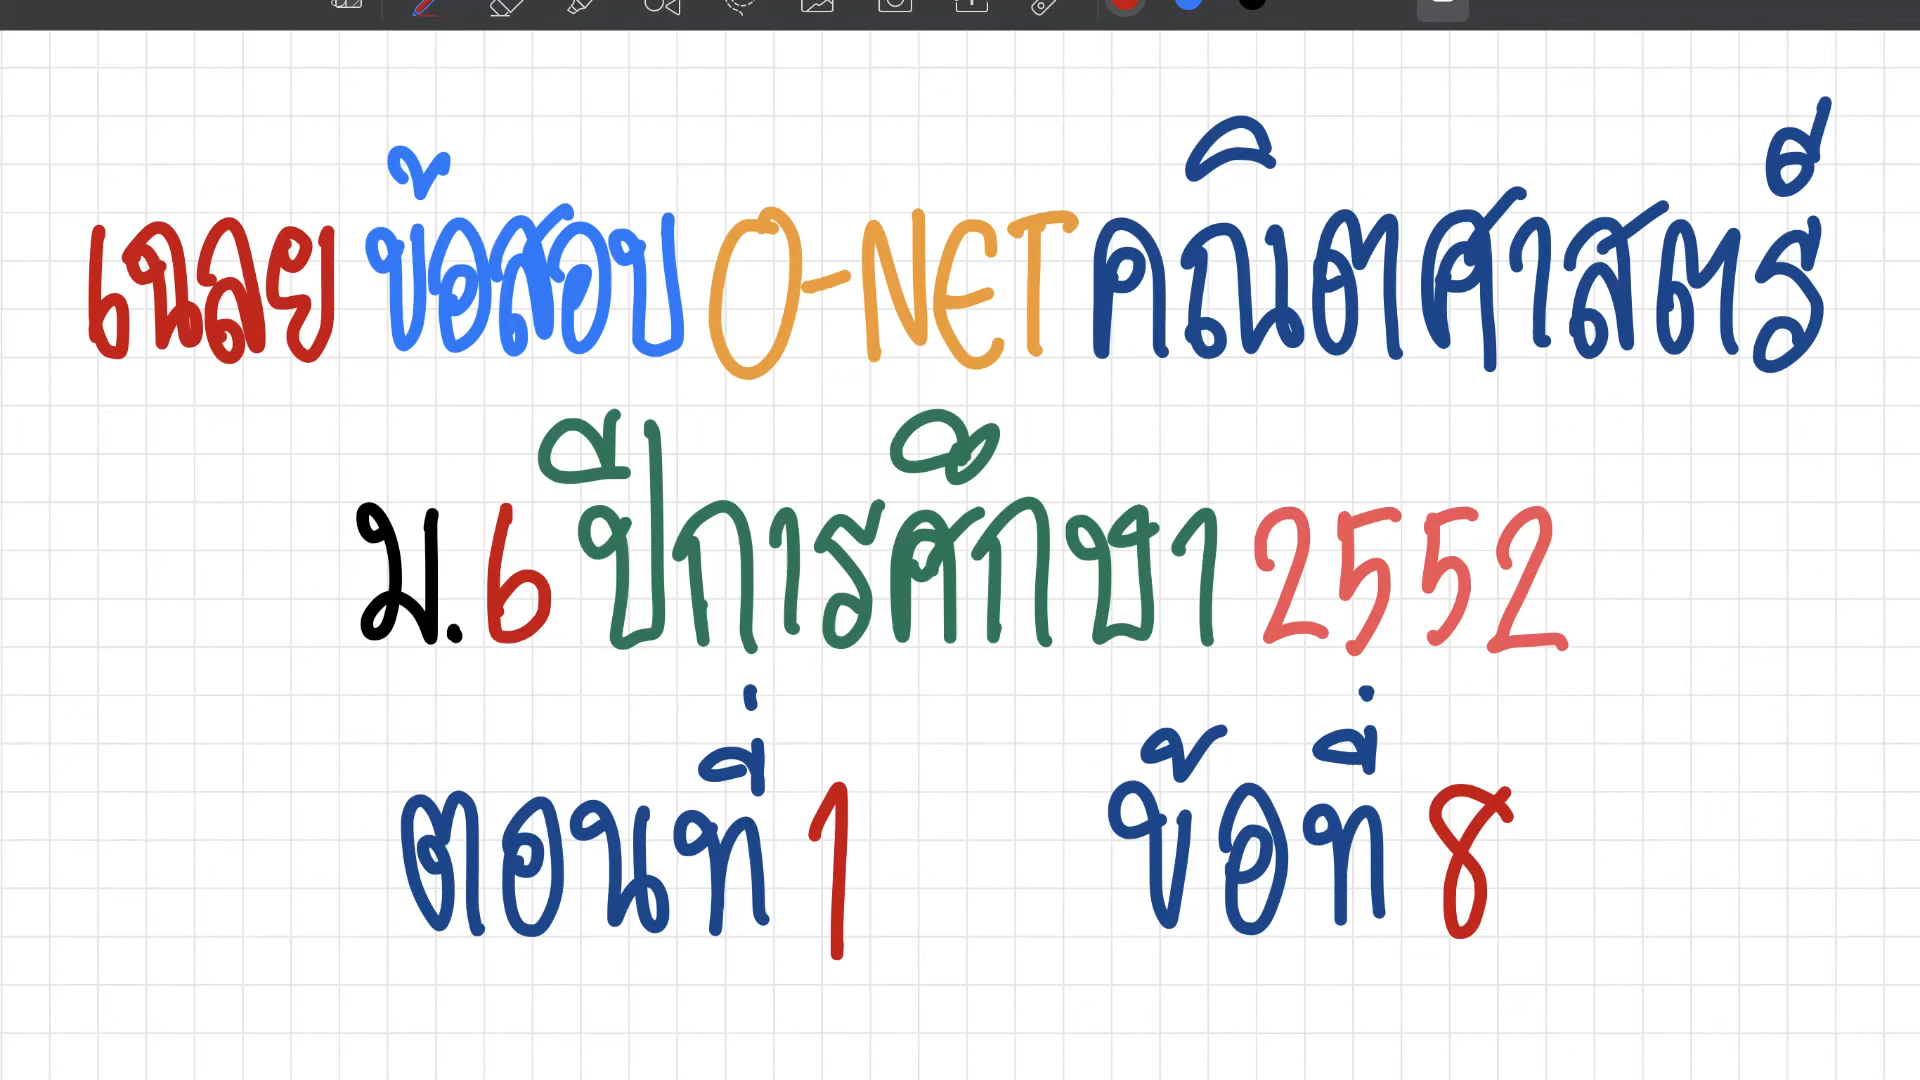 เฉลย ข้อสอบ O-NET คณิตศาสตร์
ม.6 ปีการศึกษา 2552
ตอนที่ 1 ข้อที่ 8